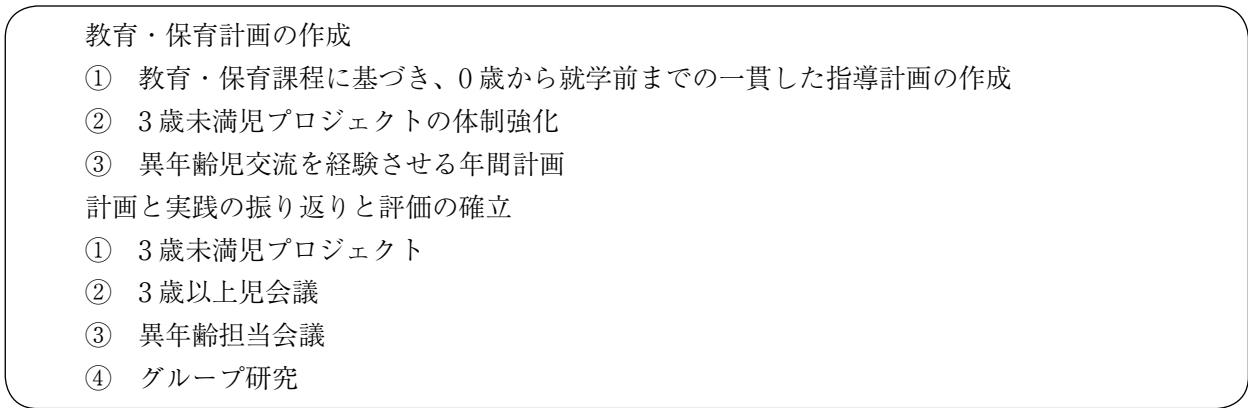 教育・保育計画の作成
① 教育・保育課程に基づき、0歳から就学前までの一貫した指導計画の作成
② 3歳未満児プロジェクトの体制強化
③ 異年齢児交流を経験させる年間計画
計画と実践の振り返りと評価の確立
① 3歳未満児プロジェクト
② 3歳以上児会議
③ 異年齢担当会議
④ グループ研究